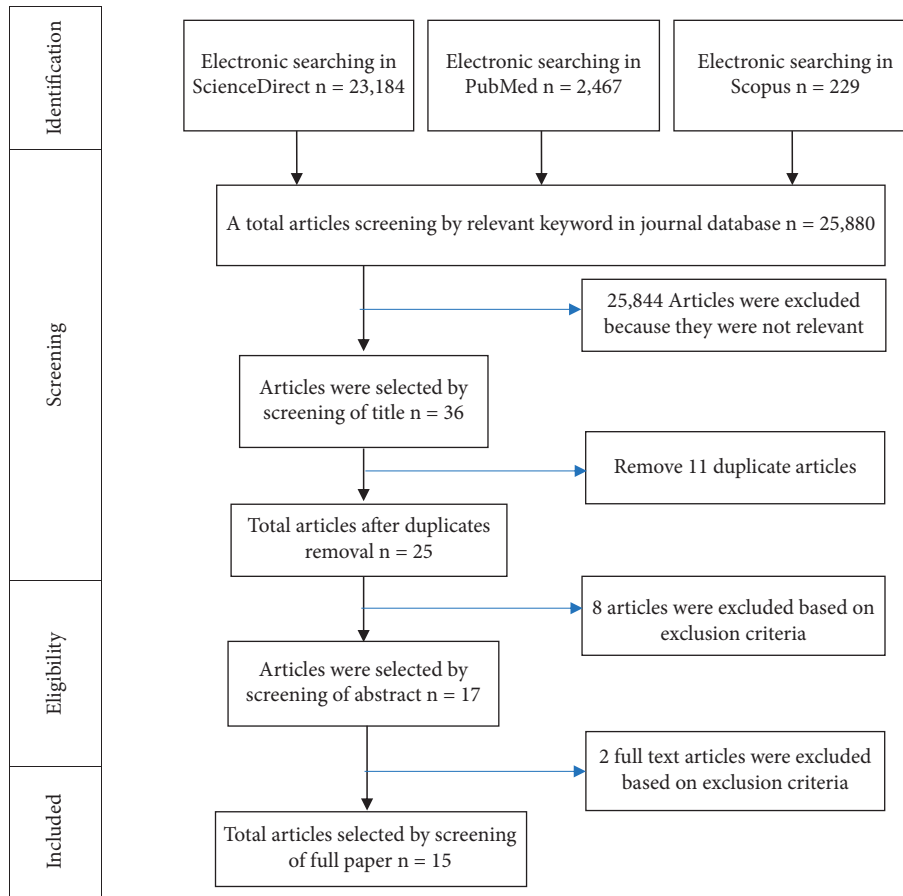 Identification
Electronic searching in
ScienceDirect n = 23,184
Electronic searching in
PubMed n = 2,467
Electronic searching in
Scopus n = 229
Screening
A total articles screening by relevant keyword in journal database n = 25,880
25,844 Articles were excluded
because they were not relevant
Articles were selected by
screening of title n = 36
Remove 11 duplicate articles
Total articles after duplicates
removal n = 25
Eligibility
8 articles were excluded based on
exclusion criteria
Articles were selected by
screening of abstract n = 17
2 full text articles were excluded
based on exclusion criteria
Included
Total articles selected by screening
of full paper n = 15